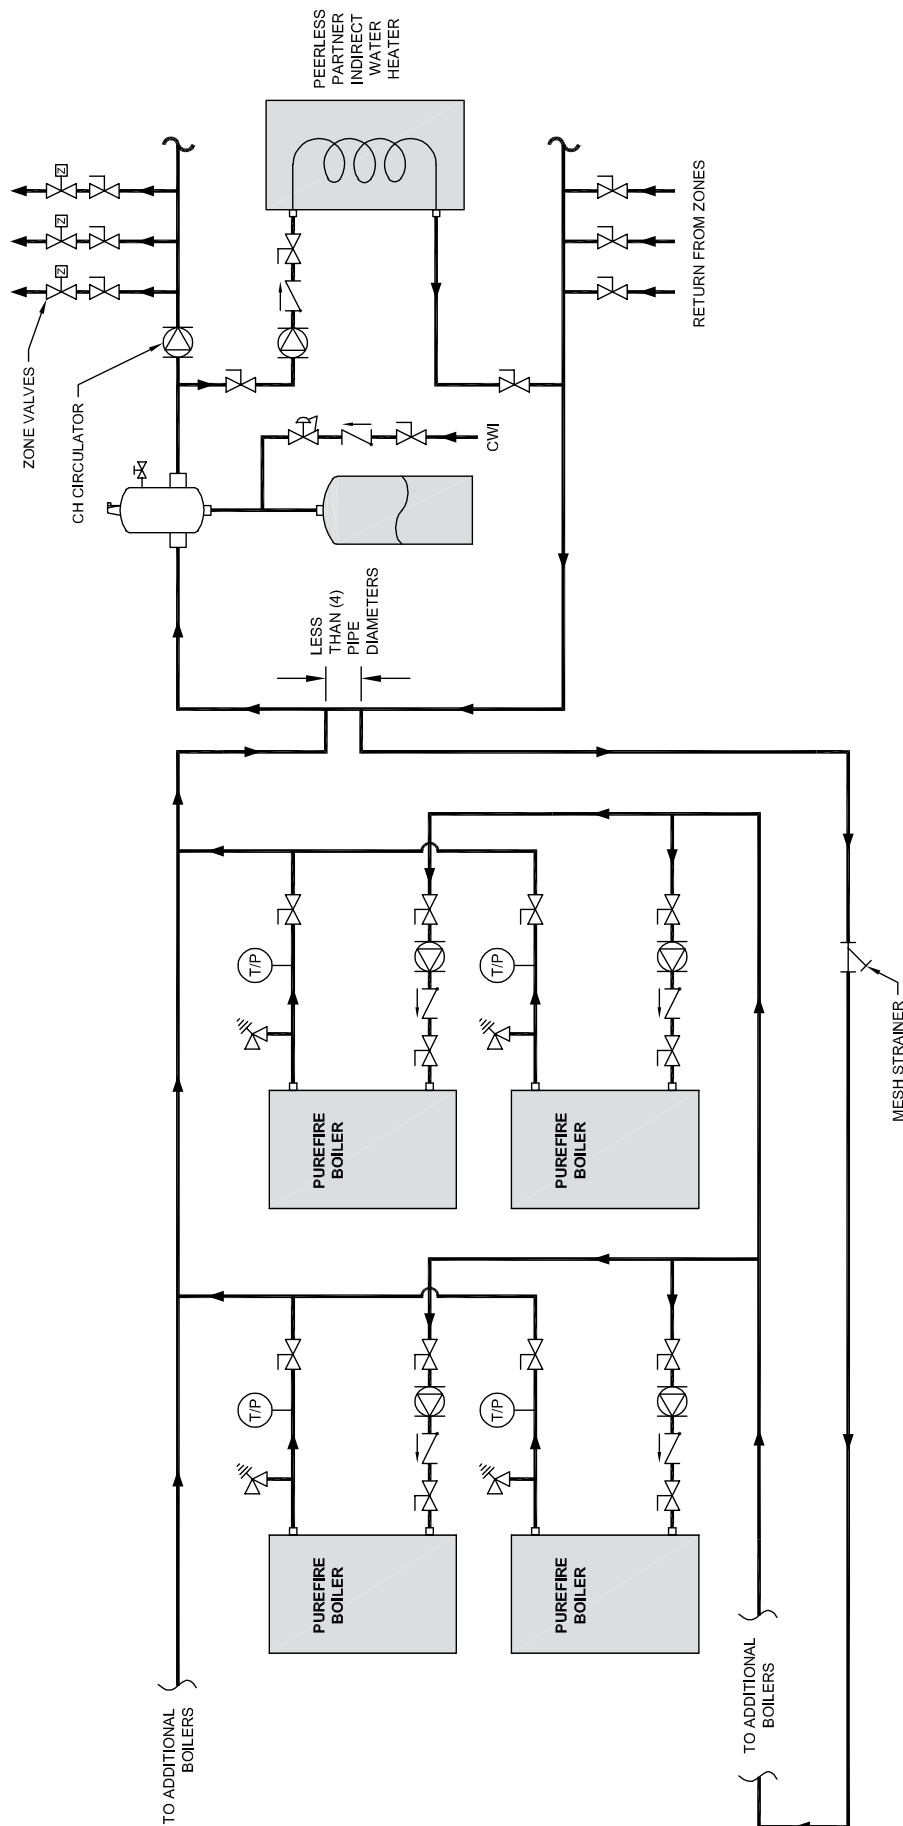 PEERLESS
PARTNER
INDIRECT
WATER
HEATER
ZONE VALVES
Z
Z
Z
CH CIRCULATOR
CWI
RETURN FROM ZONES
LESS
THAN (4)
PIPE
DIAMETERS
T/P
T/P
PUREFIRE
BOILER
PUREFIRE
BOILER
MESH STRAINER
T/P
T/P
PUREFIRE
BOILER
PUREFIRE
BOILER
TO ADDITIONAL
BOILERS
TO ADDITIONAL
BOILERS